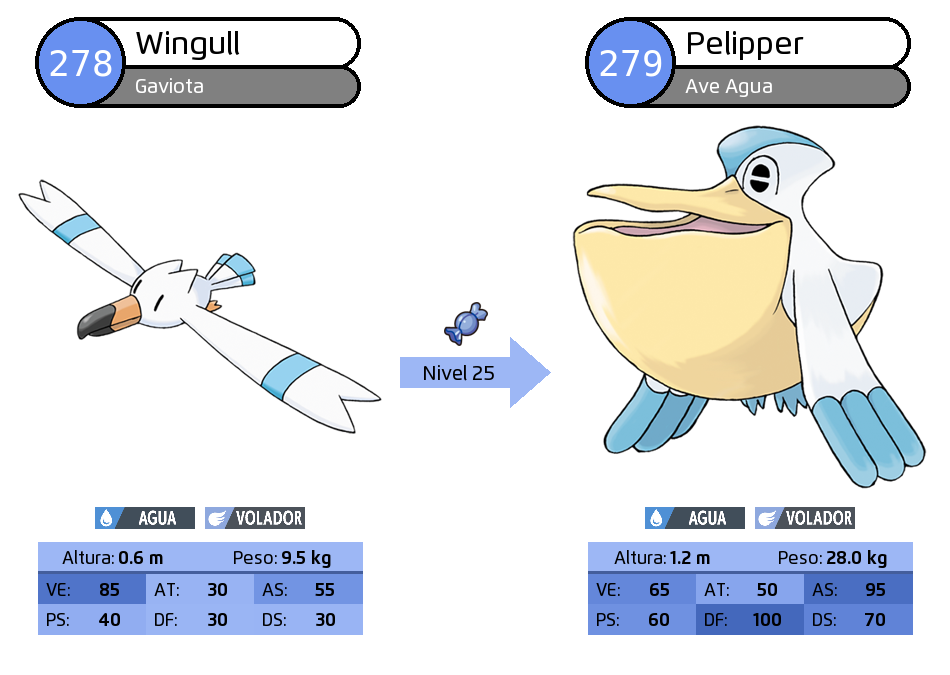 278 Wingull
Gaviota
279 Pelipper
Ave Agua
Nivel 25
AGUA VOLADOR
Altura: 0.6 m Peso: 9.5 kg
VE: 85 AT: 30 AS: 55
PS: 40 DF: 30 DS: 30
AGUA VOLADOR
Altura: 1.2 m Peso: 28.0 kg
VE: 65 AT: 50 AS: 95
PS: 60 DF: 100 DS: 70